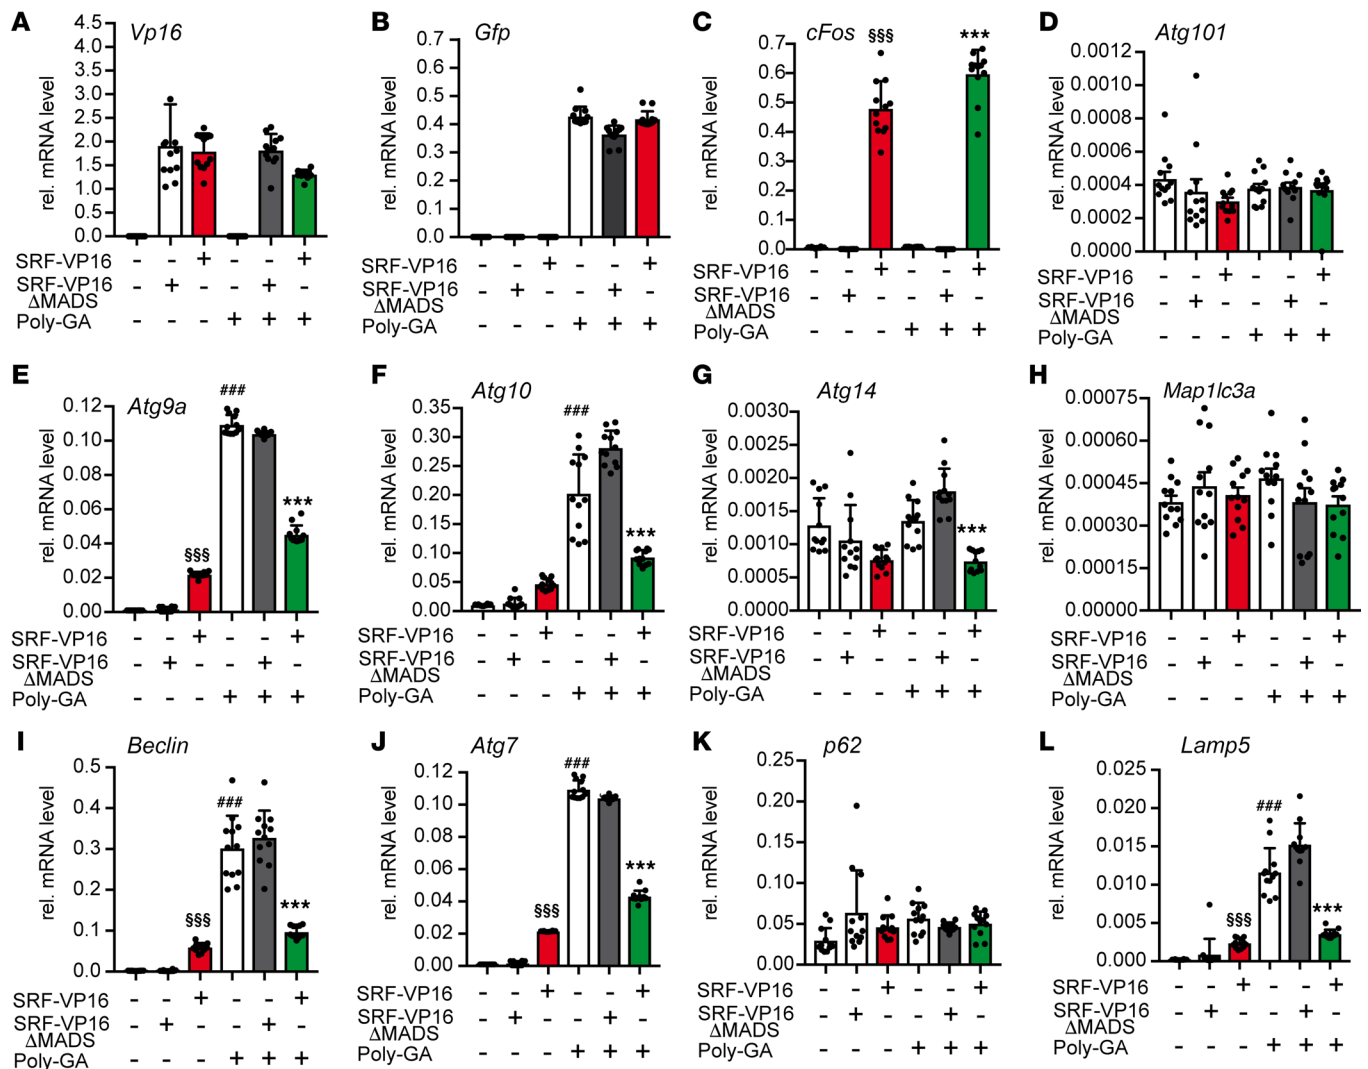 A
Vp16
rel. mRNA level
4.5
4.0
3.5
3.0
2.5
2.0
1.5
1.0
0.5
0.0
SRF-VP16 - - + - - +
SRF-VP16 ΔMADS - + - - + -
Poly-GA - - - + + +
B
Gfp
rel. mRNA level
0.7
0.6
0.5
0.4
0.3
0.2
0.1
0.0
SRF-VP16 - - + - - +
SRF-VP16 ΔMADS - + - - + -
Poly-GA - - - + + +
C
cFos
§§§ ***
rel. mRNA level
0.7
0.6
0.5
0.4
0.3
0.2
0.1
0.0
SRF-VP16 - - + - - +
SRF-VP16 ΔMADS - + - - + -
Poly-GA - - - + + +
D
Atg101
rel. mRNA level
0.0012
0.0010
0.0008
0.0006
0.0004
0.0002
0.0000
SRF-VP16 - - + - - +
SRF-VP16 ΔMADS - + - - + -
Poly-GA - - - + + +
E
Atg9a
§§§ ### ***
rel. mRNA level
0.12
0.10
0.08
0.06
0.04
0.02
0.00
SRF-VP16 - - + - - +
SRF-VP16 ΔMADS - + - - + -
Poly-GA - - - + + +
F
Atg10
### ***
rel. mRNA level
0.35
0.30
0.25
0.20
0.15
0.10
0.05
0.00
SRF-VP16 - - + - - +
SRF-VP16 ΔMADS - + - - + -
Poly-GA - - - + + +
G
Atg14
***
rel. mRNA level
0.0030
0.0025
0.0020
0.0015
0.0010
0.0005
0.0000
SRF-VP16 - - + - - +
SRF-VP16 ΔMADS - + - - + -
Poly-GA - - - + + +
H
Map1lc3a
rel. mRNA level
0.00075
0.00060
0.00045
0.00030
0.00015
0.00000
SRF-VP16 - - + - - +
SRF-VP16 ΔMADS - + - - + -
Poly-GA - - - + + +
I
Beclin
§§§ ### ***
rel. mRNA level
0.5
0.4
0.3
0.2
0.1
0.0
SRF-VP16 - - + - - +
SRF-VP16 ΔMADS - + - - + -
Poly-GA - - - + + +
J
Atg7
§§§ ### ***
rel. mRNA level
0.12
0.10
0.08
0.06
0.04
0.02
0.00
SRF-VP16 - - + - - +
SRF-VP16 ΔMADS - + - - + -
Poly-GA - - - + + +
K
p62
rel. mRNA level
0.25
0.20
0.15
0.10
0.05
0.00
SRF-VP16 - - + - - +
SRF-VP16 ΔMADS - + - - + -
Poly-GA - - - + + +
L
Lamp5
§§§ ### ***
rel. mRNA level
0.025
0.020
0.015
0.010
0.005
0.000
SRF-VP16 - - + - - +
SRF-VP16 ΔMADS - + - - + -
Poly-GA - - - + + +